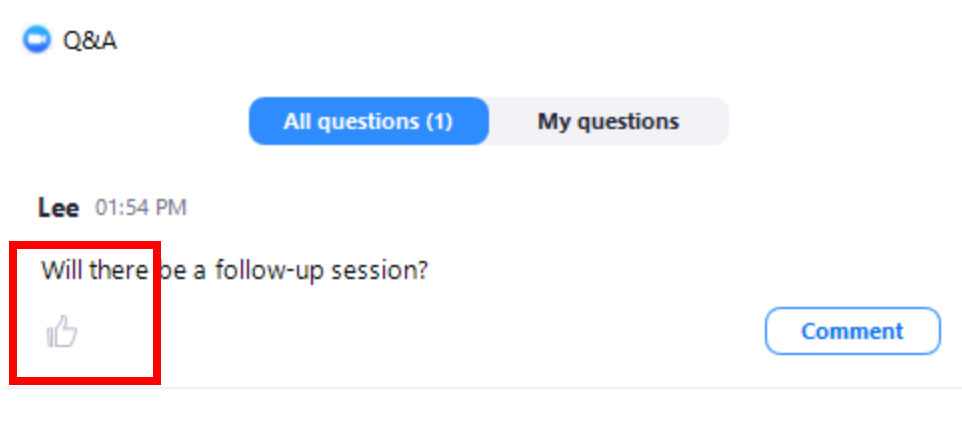 Q&A
All questions (1) My questions
Lee 01:54 PM
Will there be a follow-up session?
Comment